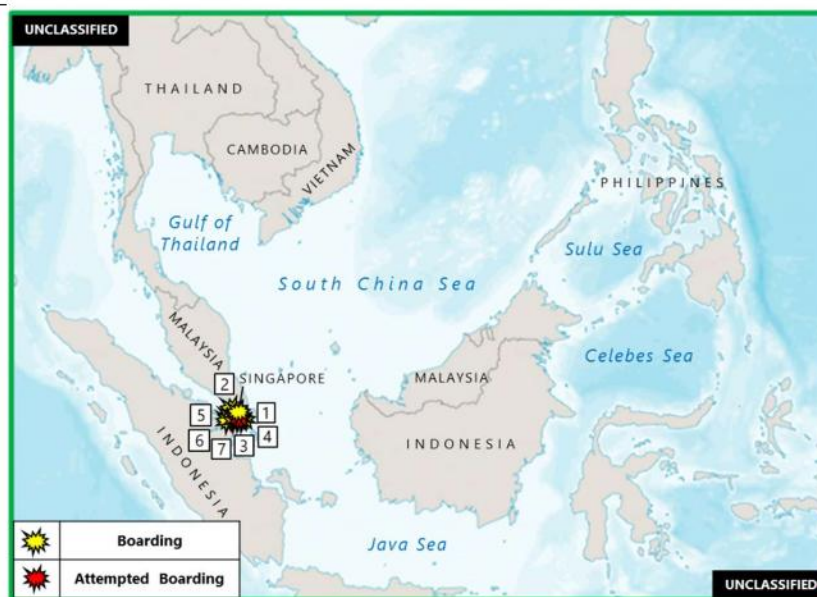 UNCLASSIFIED
THAILAND
CAMBODIA
VIETNAM
PHILIPPINES
Gulf of
Thailand
Sulu Sea
South China Sea
MALAYSIA
Celebes Sea
SINGAPORE
MALAYSIA
2
5
1
6
7
3
4
INDONESIA
INDONESIA
Java Sea
Boarding
Attempted Boarding
UNCLASSIFIED